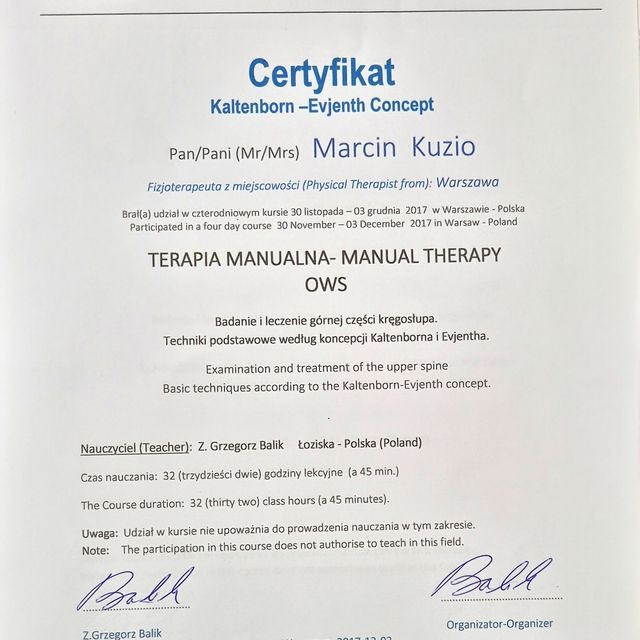 Certyfikat
Kaltenborn –Evjenth Concept
Pan/Pani (Mr/Mrs) Marcin Kuzio
Fizjoterapeuta z miejscowości (Physical Therapist from): Warszawa
Brał(a) udział w czterodniowym kursie 30 listopada – 03 grudnia 2017 w Warszawie - Polska
Participated in a four day course 30 November – 03 December 2017 in Warsaw - Poland
TERAPIA MANUALNA- MANUAL THERAPY
OWS
Badanie i leczenie górnej części kręgosłupa.
Techniki podstawowe według koncepcji Kaltenborna i Evjentha.
Examination and treatment of the upper spine
Basic techniques according to the Kaltenborn-Evjenth concept.
Nauczyciel (Teacher): Z. Grzegorz Balik Łoziska - Polska (Poland)
Czas nauczania: 32 (trzydzieści dwie) godziny lekcyjne (a 45 min.)
The Course duration: 32 (thirty two) class hours (a 45 minutes).
Uwaga: Udział w kursie nie upoważnia do prowadzenia nauczania w tym zakresie.
Note: The participation in this course does not authorise to teach in this field.
Balik Balik
Z.Grzegorz Balik Organizator-Organizer